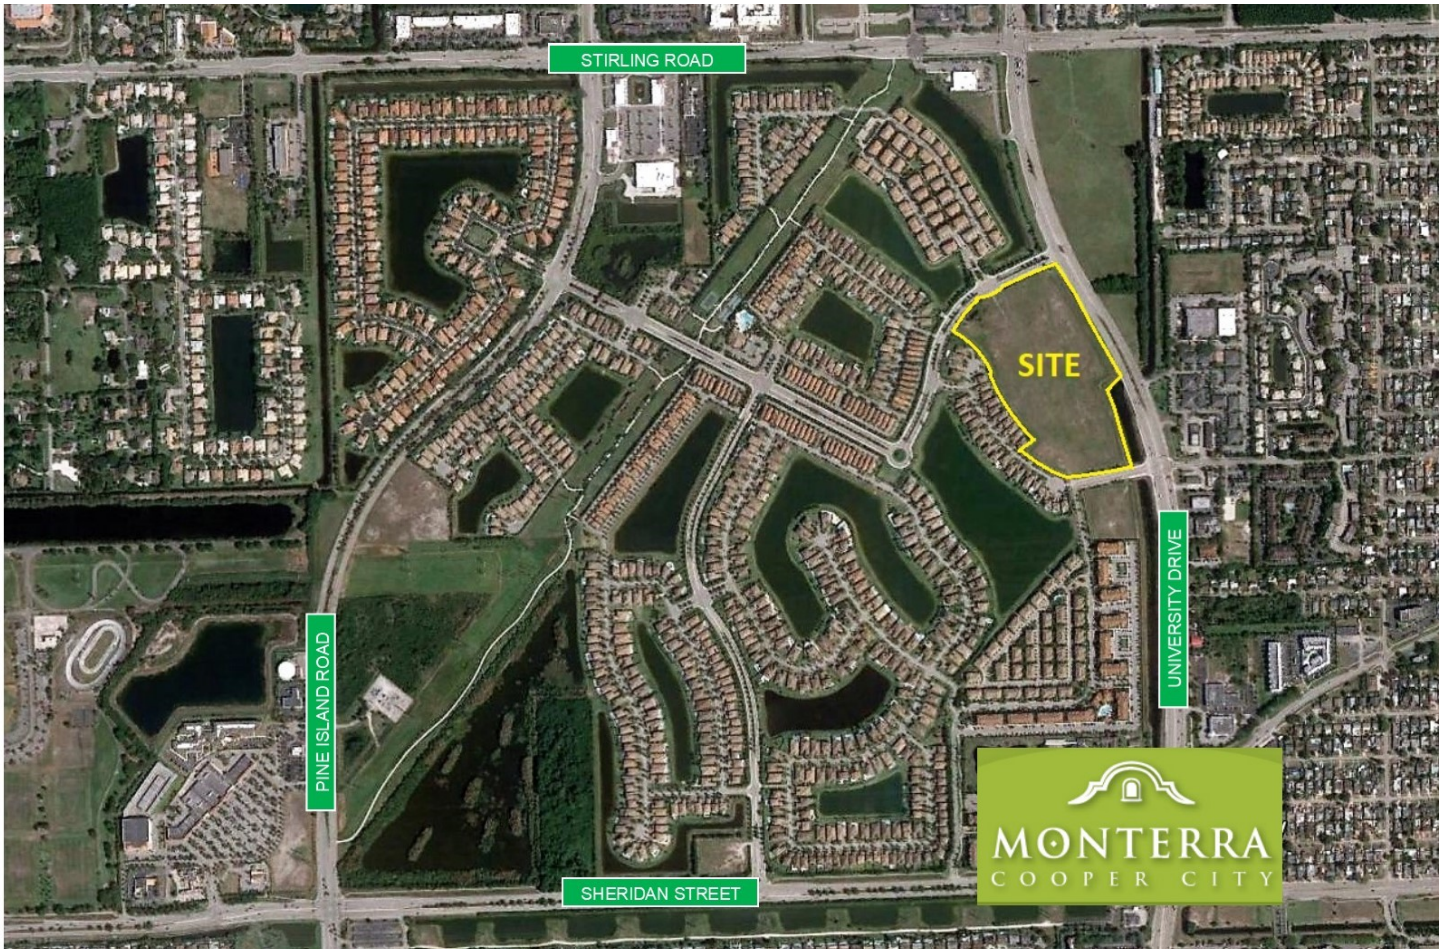 STIRLING ROAD
SITE
UNIVERSITY DRIVE
PINE ISLAND ROAD
MONTERRA
COOPER CITY
SHERIDAN STREET